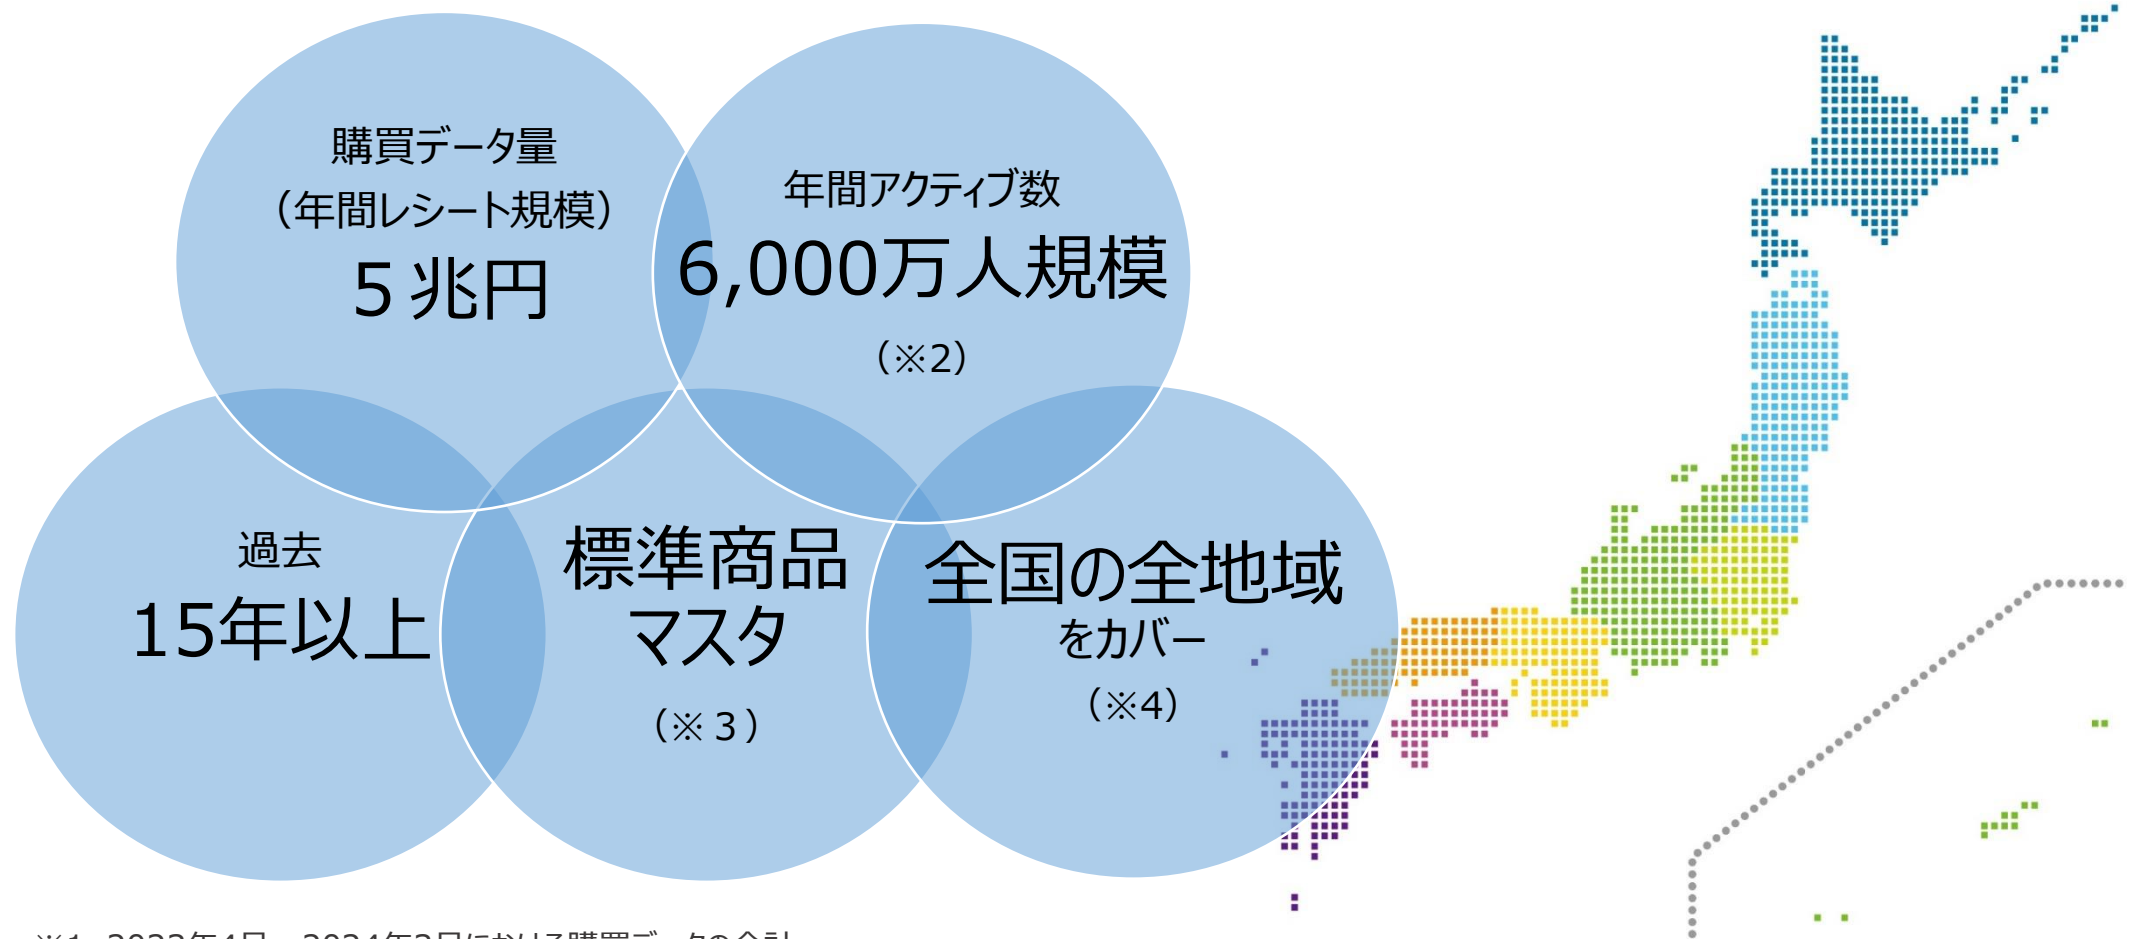 購買データ量
（年間レシート規模）
５兆円
年間アクティブ数
6,000万人規模
（※2）
過去
15年以上
標準商品
マスタ
（※３）
全国の全地域
をカバー
（※4）